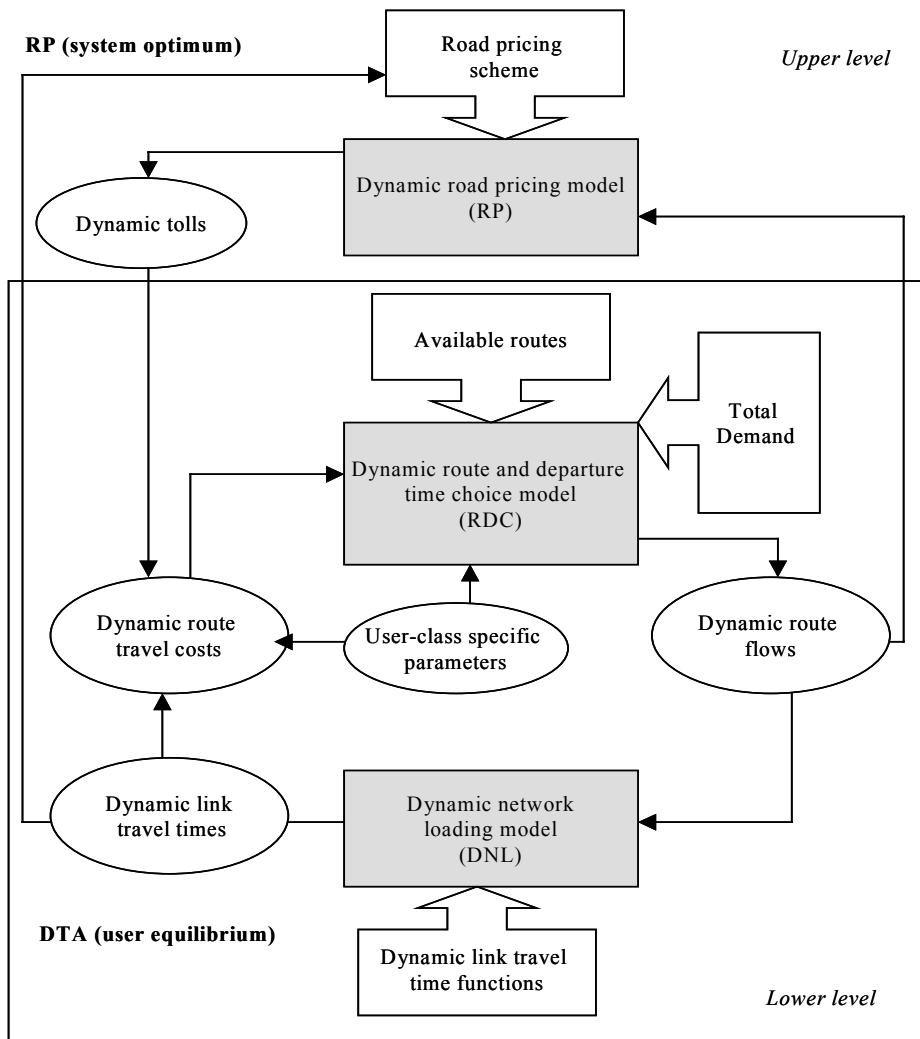 RP (system optimum)
Road pricing
scheme
Upper level
Dynamic road pricing model
(RP)
Dynamic tolls
Available routes
Total
Demand
Dynamic route and departure
time choice model
(RDC)
Dynamic route
travel costs
User-class specific
parameters
Dynamic route
flows
Dynamic link
travel times
Dynamic network
loading model
(DNL)
DTA (user equilibrium)
Dynamic link travel
time functions
Lower level